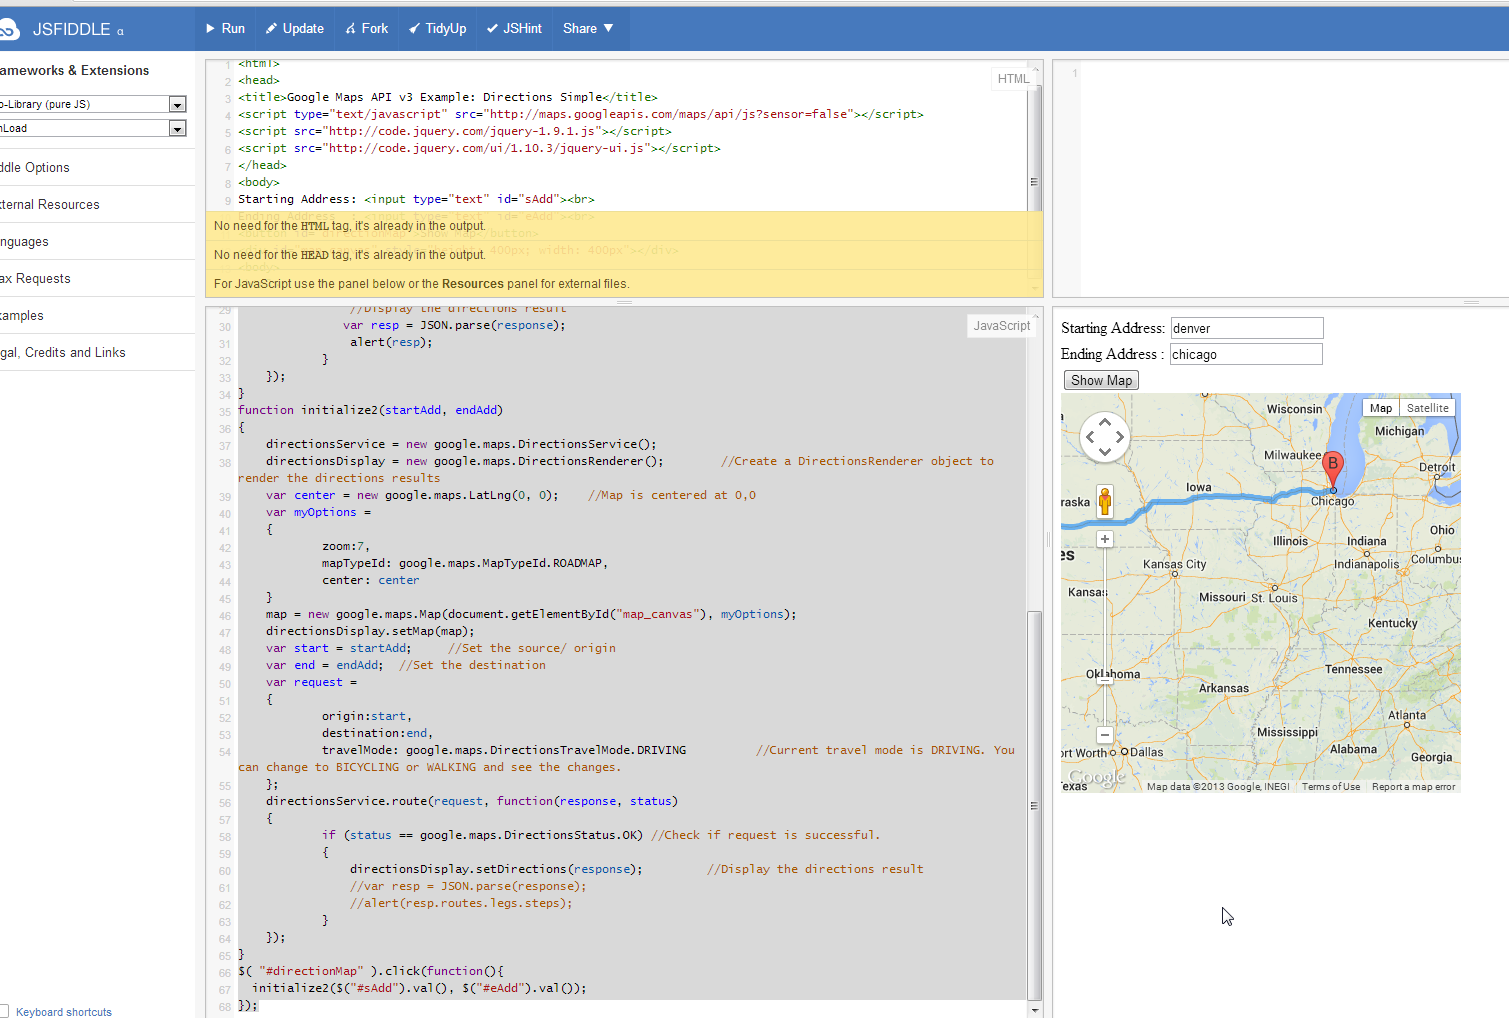 JSFIDDLE α
Run
Update
Fork
TidyUp
JSHint
Share
ameworks & Extensions
o-Library (pure JS)
nLoad
ddle Options
ternal Resources
nguages
ax Requests
amples
gal, Credits and Links
Keyboard shortcuts
HTML
1 <html>
2 <head>
3 <title>Google Maps API v3 Example: Directions Simple</title>
4 <script type="text/javascript" src="http://maps.googleapis.com/maps/api/js?sensor=false"></script>
5 <script src="http://code.jquery.com/jquery-1.9.1.js"></script>
6 <script src="http://code.jquery.com/ui/1.10.3/jquery-ui.js"></script>
7 </head>
8 <body>
9 Starting Address: <input type="text" id="sAdd"><br>
No need for the HTML tag, it's already in the output.
No need for the HEAD tag, it's already in the output.
For JavaScript use the panel below or the Resources panel for external files.
JavaScript
29 //Display the directions result
30 var resp = JSON.parse(response);
31 alert(resp);
32 }
33 });
34 }
35 function initialize2(startAdd, endAdd)
36 {
37 directionsService = new google.maps.DirectionsService();
38 directionsDisplay = new google.maps.DirectionsRenderer(); //Create a DirectionsRenderer object to
render the directions results
39 var center = new google.maps.LatLng(0, 0); //Map is centered at 0,0
40 var myOptions =
41 {
42 zoom:7,
43 mapTypeId: google.maps.MapTypeId.ROADMAP,
44 center: center
45 }
46 map = new google.maps.Map(document.getElementById("map_canvas"), myOptions);
47 directionsDisplay.setMap(map);
48 var start = startAdd; //Set the source/ origin
49 var end = endAdd; //Set the destination
50 var request =
51 {
52 origin:start,
53 destination:end,
54 travelMode: google.maps.DirectionsTravelMode.DRIVING //Current travel mode is DRIVING. You
can change to BICYCLING or WALKING and see the changes.
55 };
56 directionsService.route(request, function(response, status)
57 {
58 if (status == google.maps.DirectionsStatus.OK) //Check if request is successful.
59 {
60 directionsDisplay.setDirections(response); //Display the directions result
61 //var resp = JSON.parse(response);
62 //alert(resp.routes.legs.steps);
63 }
64 });
65 }
66 $( "#directionMap" ).click(function(){
67 initialize2($("#sAdd").val(), $("#eAdd").val());
68 });
1
Starting Address: denver
Ending Address : chicago
Show Map
Map Satellite
Wisconsin
Michigan
Milwaukee
B
Detroit
Iowa
raska
Chicago
Ohio
Illinois
Indiana
es
Kansas City
Indianapolis
Columbus
Kansas
Missouri
St. Louis
Kentucky
Oklahoma
Tennessee
Arkansas
Atlanta
Mississippi
ort Worth
Dallas
Alabama
Georgia
Google
exas
Map data ©2013 Google, INEGI
Terms of Use
Report a map error